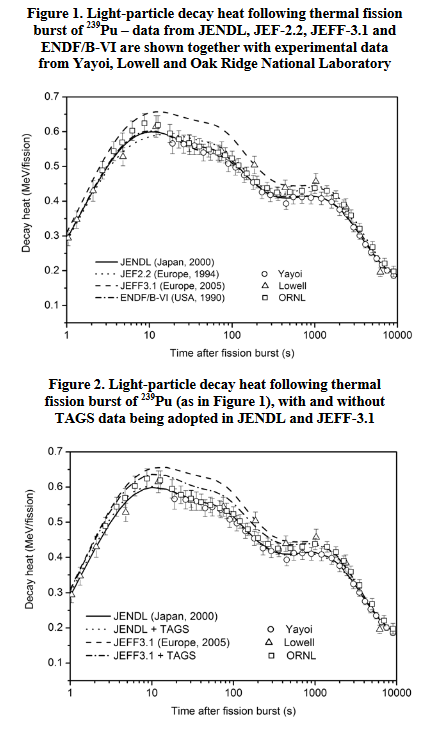 Figure 1. Light-particle decay heat following thermal fission
burst of ²³⁹Pu – data from JENDL, JEF-2.2, JEFF-3.1 and
ENDF/B-VI are shown together with experimental data
from Yayoi, Lowell and Oak Ridge National Laboratory
0.7
0.6
0.5
0.4
0.3
0.2
0.1
Decay heat (MeV/fission)
JENDL (Japan, 2000)
JEF2.2 (Europe, 1994)
JEFF3.1 (Europe, 2005)
ENDF/B-VI (USA, 1990)
Yayoi
Lowell
ORNL
1 10 100 1000 10000
Time after fission burst (s)
Figure 2. Light-particle decay heat following thermal
fission burst of ²³⁹Pu (as in Figure 1), with and without
TAGS data being adopted in JENDL and JEFF-3.1
0.7
0.6
0.5
0.4
0.3
0.2
0.1
Decay heat (MeV/fission)
JENDL (Japan, 2000)
JENDL + TAGS
JEFF3.1 (Europe, 2005)
JEFF3.1 + TAGS
Yayoi
Lowell
ORNL
1 10 100 1000 10000
Time after fission burst (s)